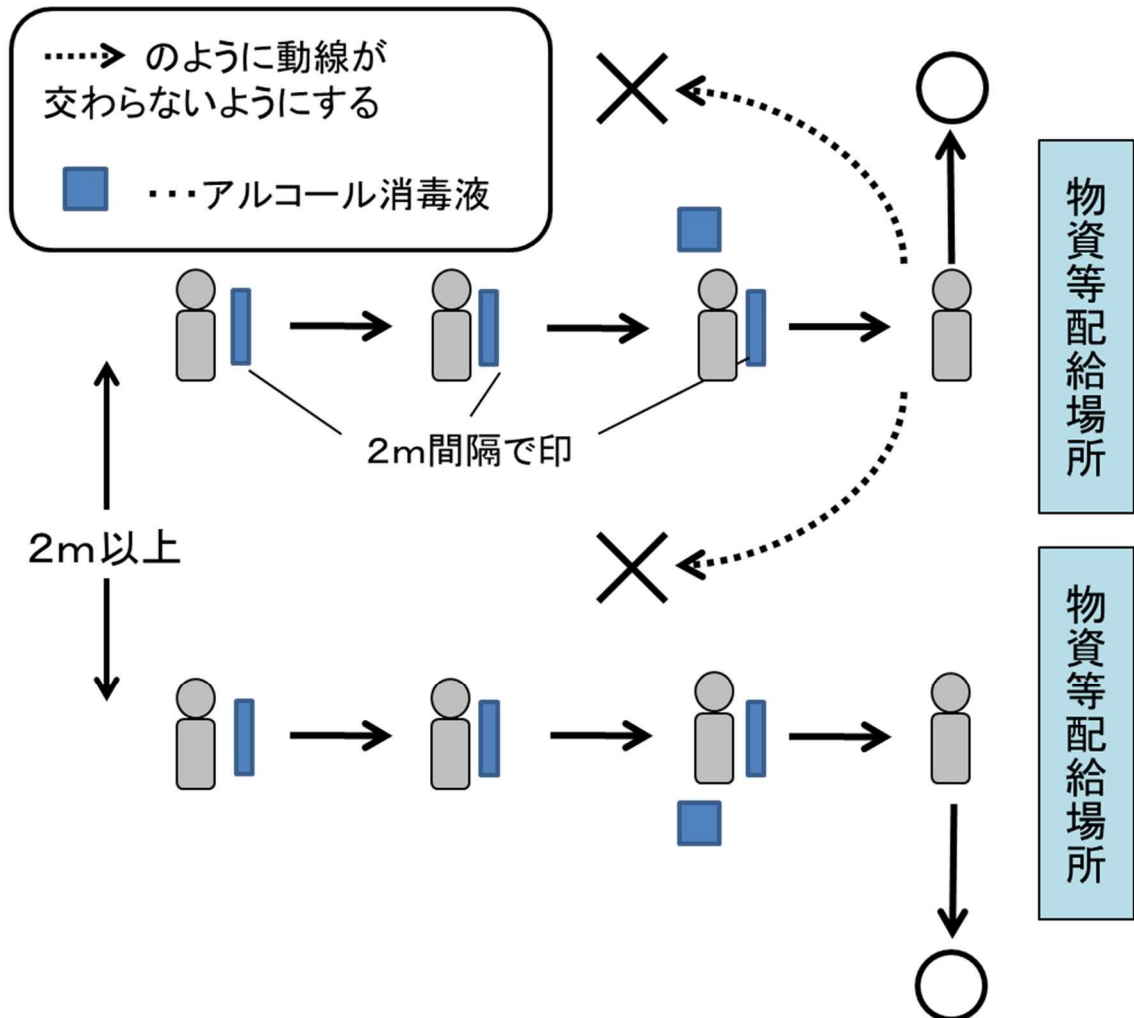 のように動線が
交わらないようにする
・・・アルコール消毒液
2m間隔で印
2m以上
物資等配給場所
物資等配給場所